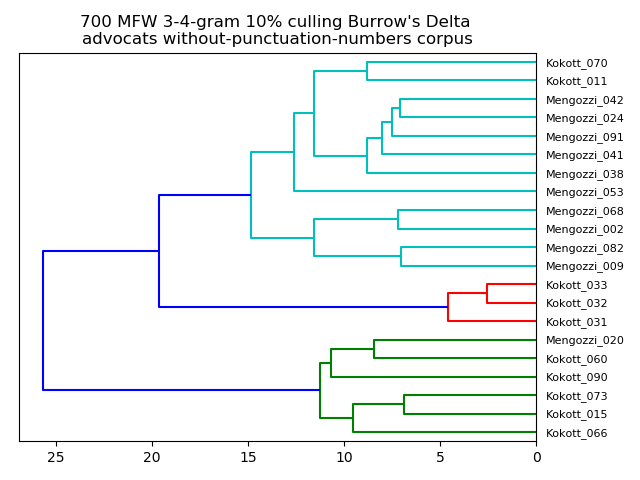 700 MFW 3-4-gram 10% culling Burrow's Delta
advocats without-punctuation-numbers corpus
Kokott_070
Kokott_011
Mengozzi_042
Mengozzi_024
Mengozzi_091
Mengozzi_041
Mengozzi_038
Mengozzi_053
Mengozzi_068
Mengozzi_002
Mengozzi_082
Mengozzi_009
Kokott_033
Kokott_032
Kokott_031
Mengozzi_020
Kokott_060
Kokott_090
Kokott_073
Kokott_015
Kokott_066
25 20 15 10 5 0